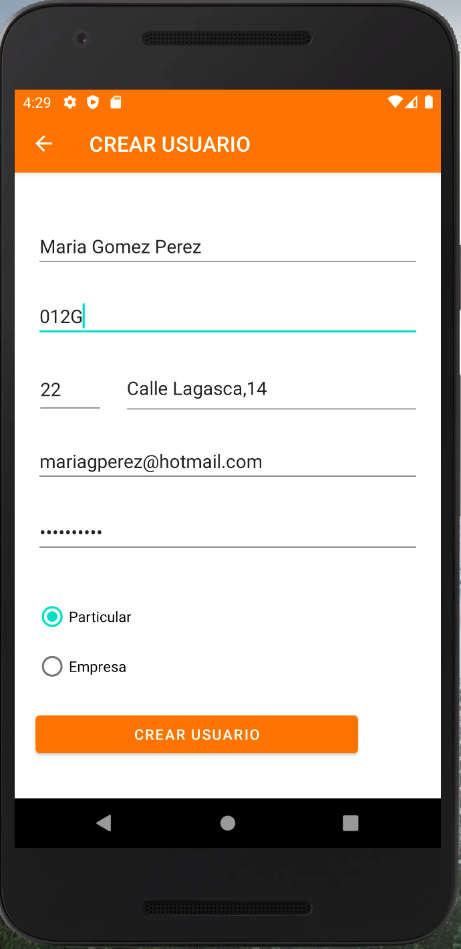 4:29
CREAR USUARIO
Maria Gomez Perez
012G
22 Calle Lagasca,14
mariagperez@hotmail.com
••••••••••
Particular
Empresa
CREAR USUARIO